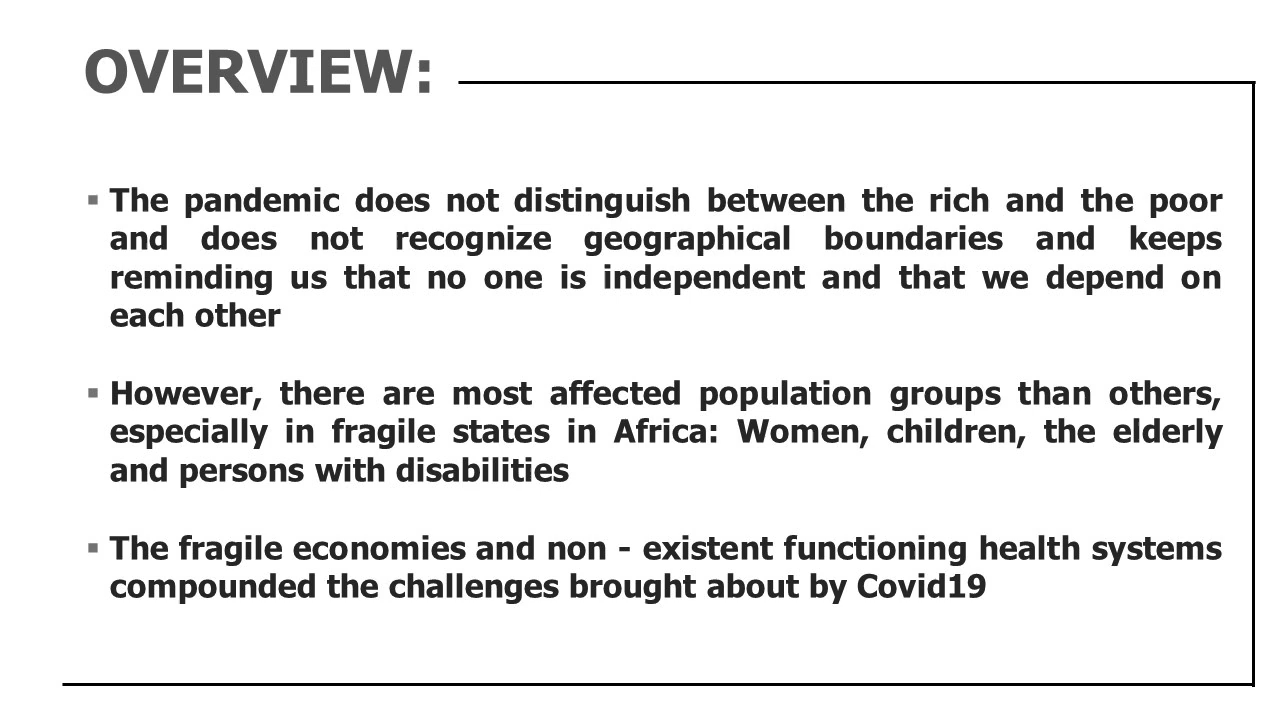 OVERVIEW:
▪ The pandemic does not distinguish between the rich and the poor
and does not recognize geographical boundaries and keeps
reminding us that no one is independent and that we depend on
each other
▪ However, there are most affected population groups than others,
especially in fragile states in Africa: Women, children, the elderly
and persons with disabilities
▪ The fragile economies and non - existent functioning health systems
compounded the challenges brought about by Covid19